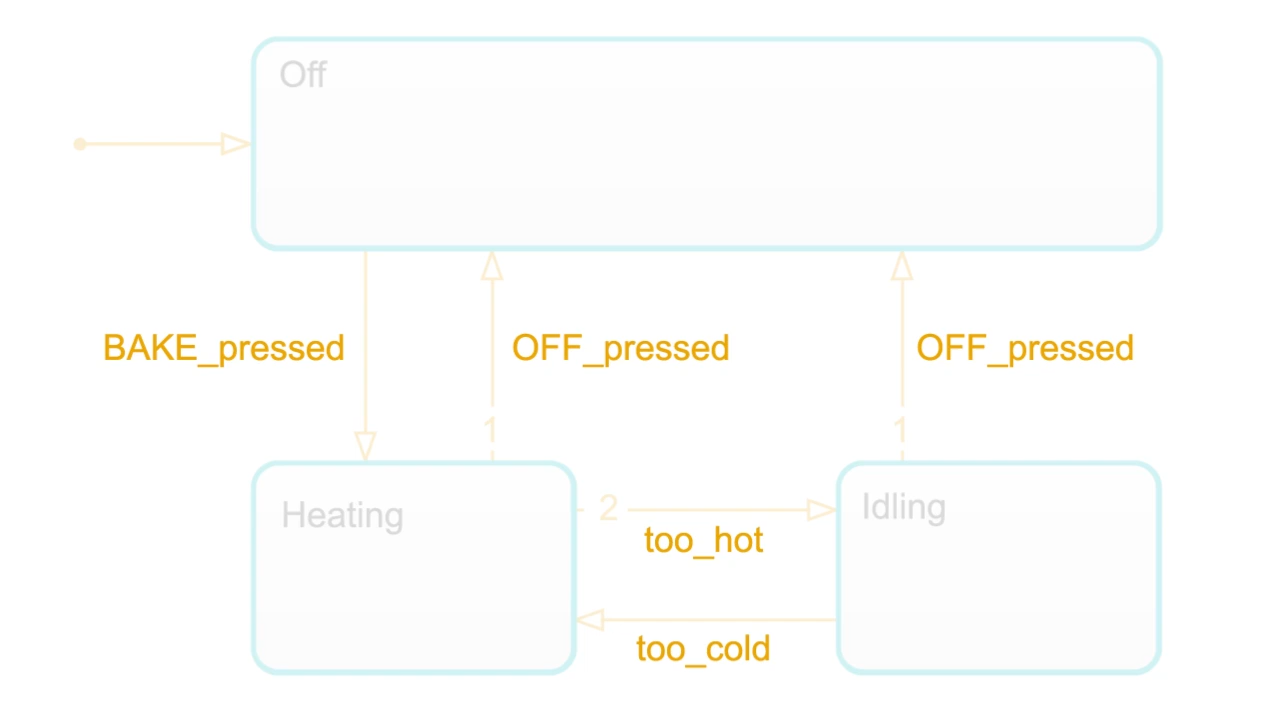 Off
BAKE_pressed
OFF_pressed
OFF_pressed
1
1
Heating
2
Idling
too_hot
too_cold